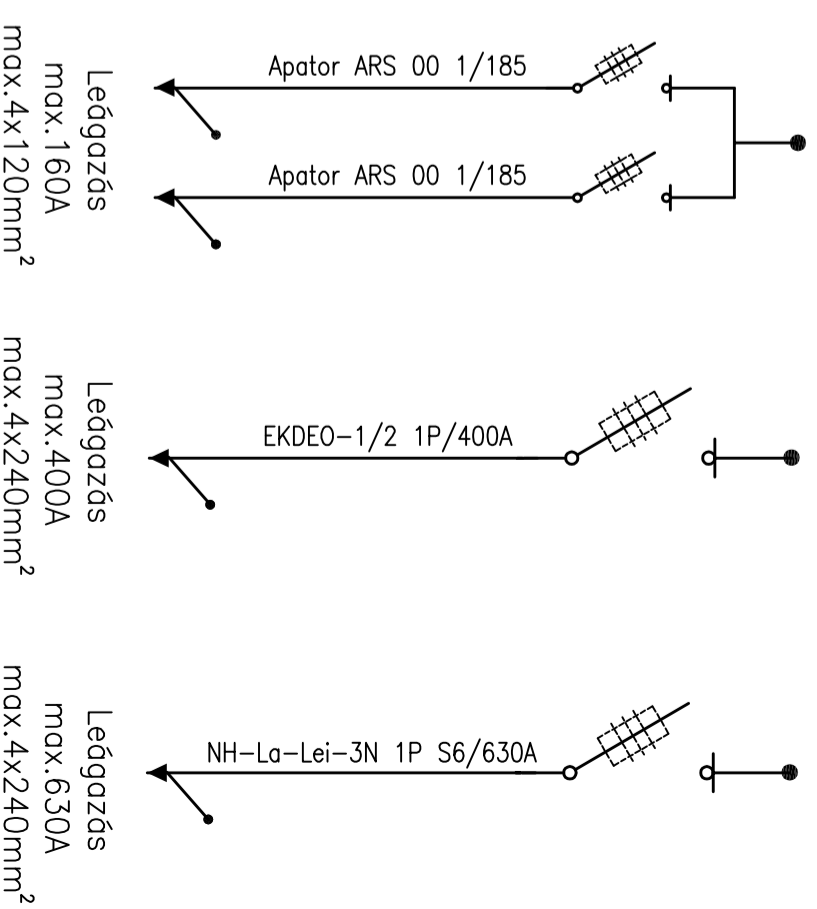 Apator ARS 00 1/185
Apator ARS 00 1/185
Leágazás
max.160A
max.4x120mm²
EKDEO-1/2 1P/400A
Leágazás
max.400A
max.4x240mm²
NH-La-Lei-3N 1P S6/630A
Leágazás
max.630A
max.4x240mm²